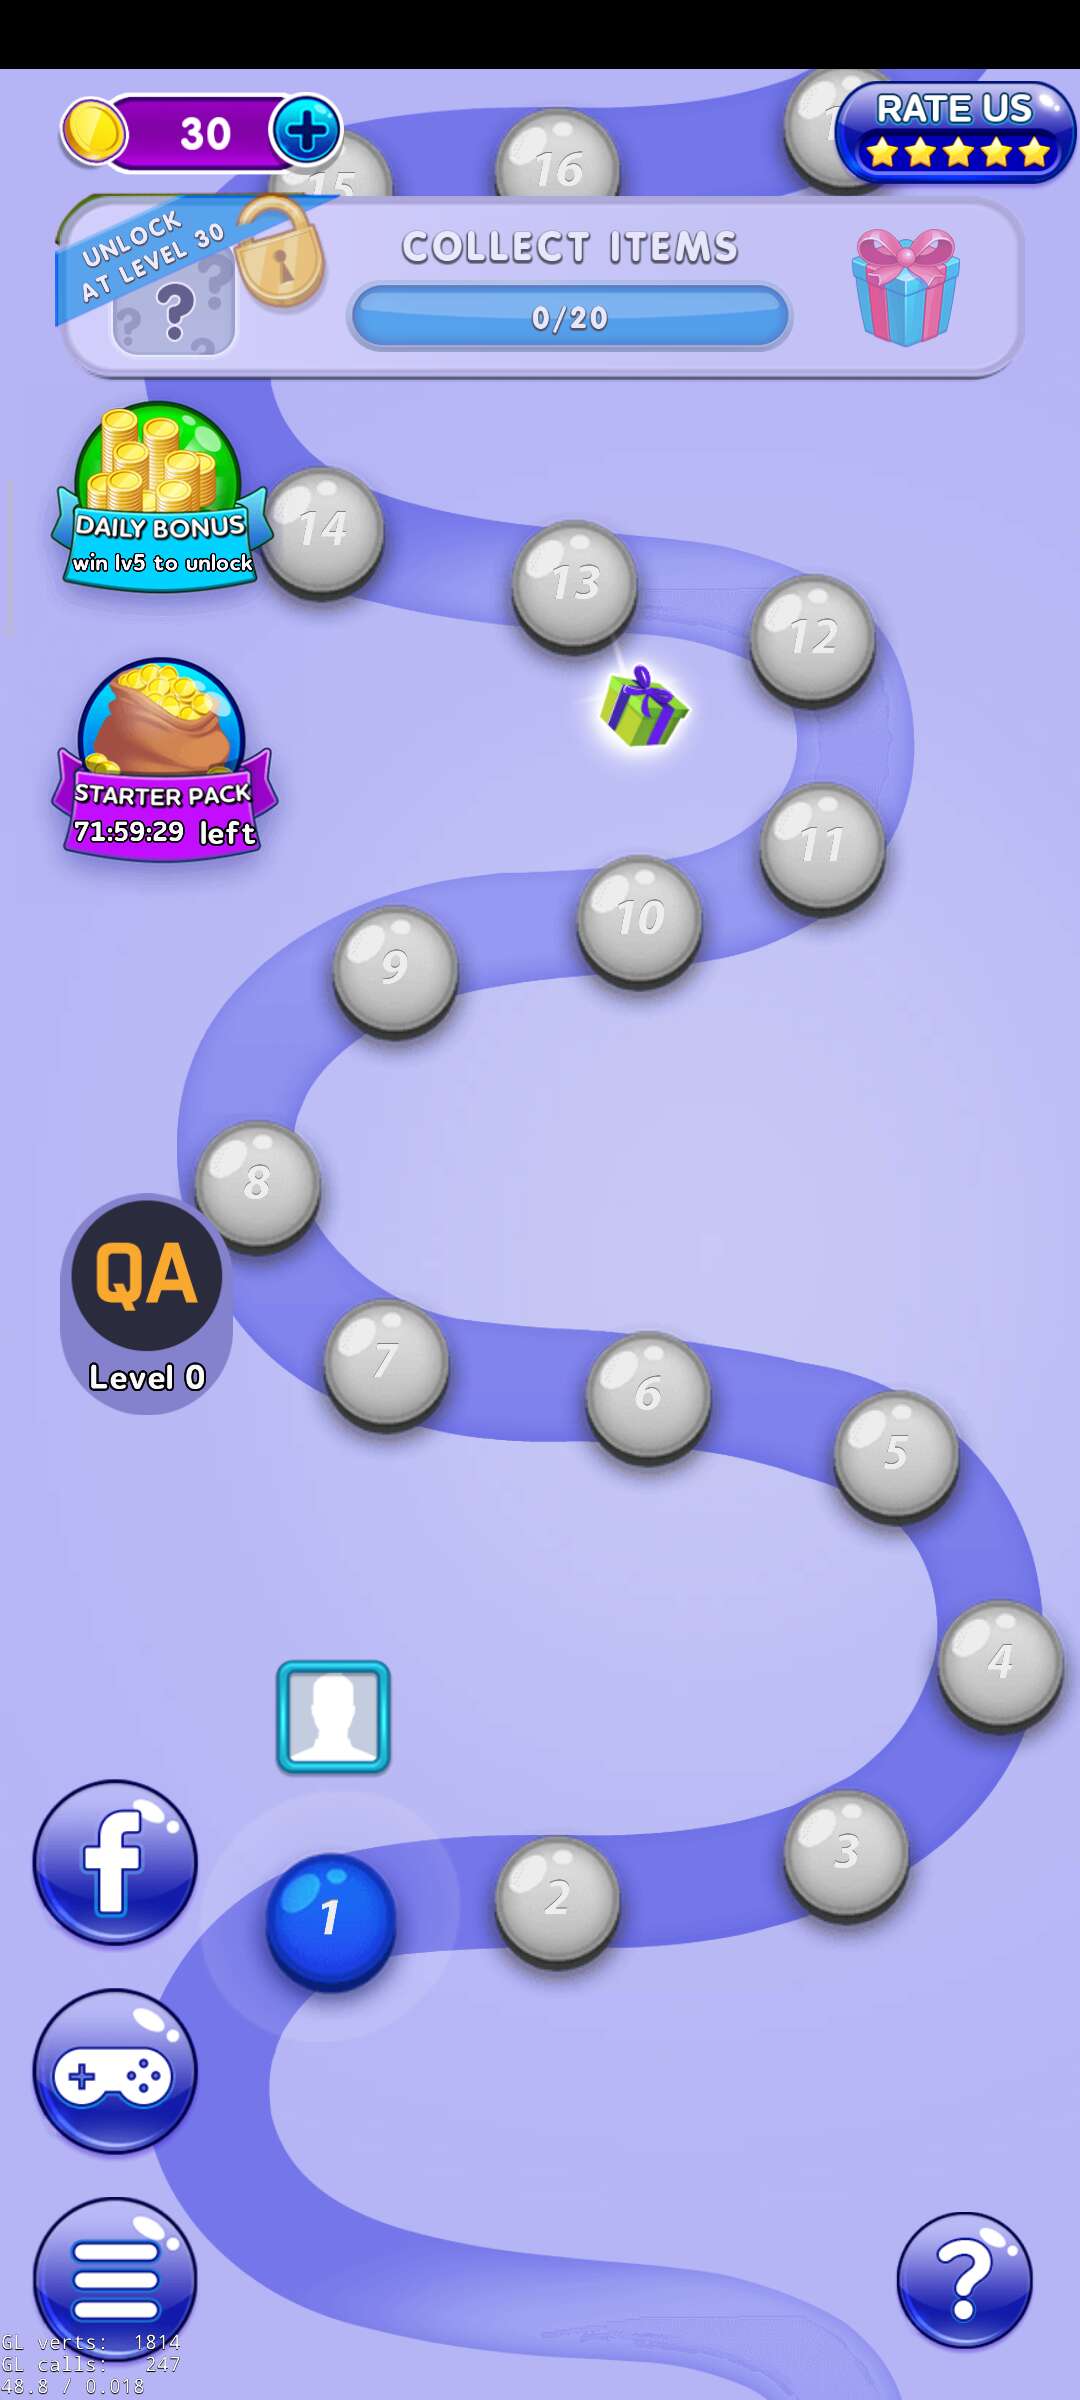 30
RATE US
15
16
UNLOCK
AT LEVEL 30
COLLECT ITEMS
0/20
DAILY BONUS
win lv5 to unlock
14
13
12
STARTER PACK
71:59:29 left
11
10
9
8
QA
Level 0
7
6
5
4
3
2
1
GL verts: 1814
GL calls: 247
48.8 / 0.018